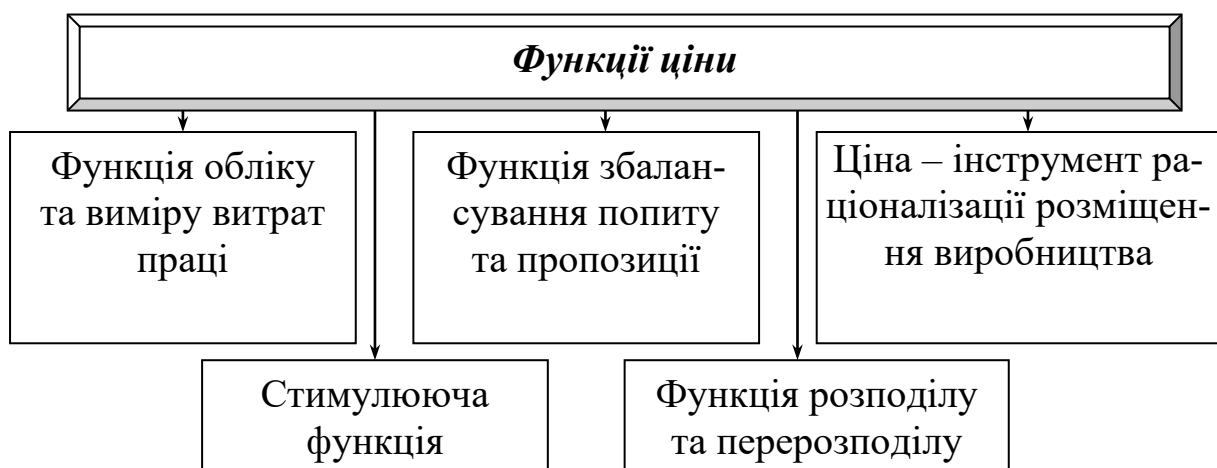 Функції ціни
Функція обліку
та виміру витрат
праці
Функція збалан-
сування попиту
та пропозиції
Ціна – інструмент ра-
ціоналізації розміщен-
ня виробництва
Стимулююча
функція
Функція розподілу
та перерозподілу